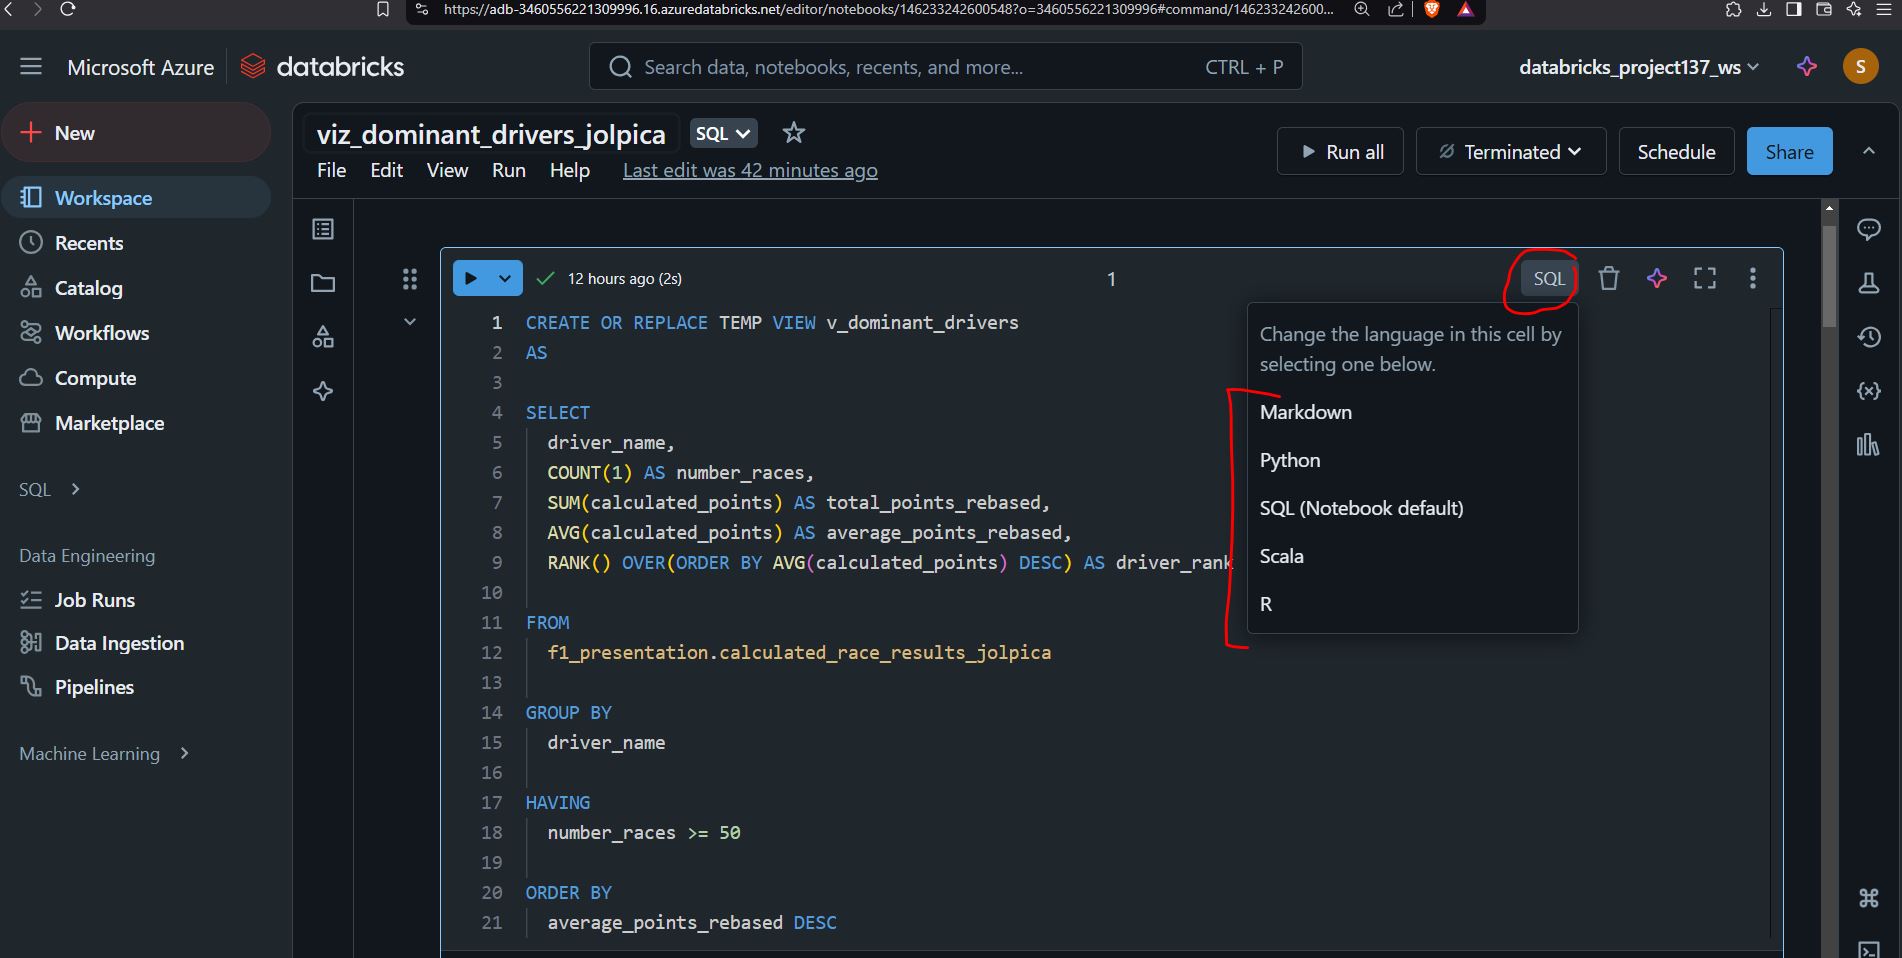 https://adb-3460556221309996.16.azuredatabricks.net/editor/notebooks/146233242600548?o=3460556221309996#command/146233242600...
Microsoft Azure databricks
Search data, notebooks, recents, and more... CTRL + P
databricks_project137_ws S
New
Workspace
Recents
Catalog
Workflows
Compute
Marketplace
SQL
Data Engineering
Job Runs
Data Ingestion
Pipelines
Machine Learning
viz_dominant_drivers_jolpica SQL
File Edit View Run Help Last edit was 42 minutes ago
Run all Terminated Schedule Share
12 hours ago (2s) 1 SQL
1 CREATE OR REPLACE TEMP VIEW v_dominant_drivers
2 AS
3
4 SELECT
5 driver_name,
6 COUNT(1) AS number_races,
7 SUM(calculated_points) AS total_points_rebased,
8 AVG(calculated_points) AS average_points_rebased,
9 RANK() OVER(ORDER BY AVG(calculated_points) DESC) AS driver_rank
10
11 FROM
12 f1_presentation.calculated_race_results_jolpica
13
14 GROUP BY
15 driver_name
16
17 HAVING
18 number_races >= 50
19
20 ORDER BY
21 average_points_rebased DESC
Change the language in this cell by
selecting one below.
Markdown
Python
SQL (Notebook default)
Scala
R